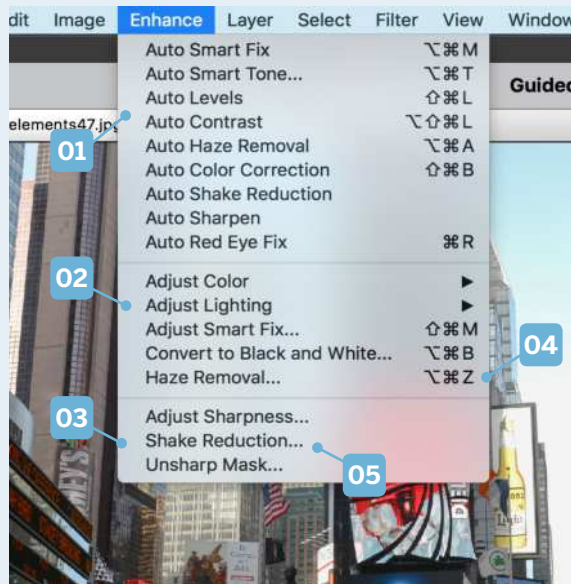 dit Image Enhance Layer Select Filter View Window
Auto Smart Fix ⌥⌘M
Auto Smart Tone... ⌥⌘T
Guided
Auto Levels ⇧⌘L
elements47.jpg
Auto Contrast ⌥⇧⌘L
01
Auto Haze Removal ⌥⌘A
Auto Color Correction ⇧⌘B
Auto Shake Reduction
Auto Sharpen
Auto Red Eye Fix ⌘R
02
Adjust Color ▶
Adjust Lighting ▶
Adjust Smart Fix... ⇧⌘M
Convert to Black and White... ⌥⌘B
04
Haze Removal... ⌥⌘Z
03
Adjust Sharpness...
Shake Reduction...
05
Unsharp Mask...
Light